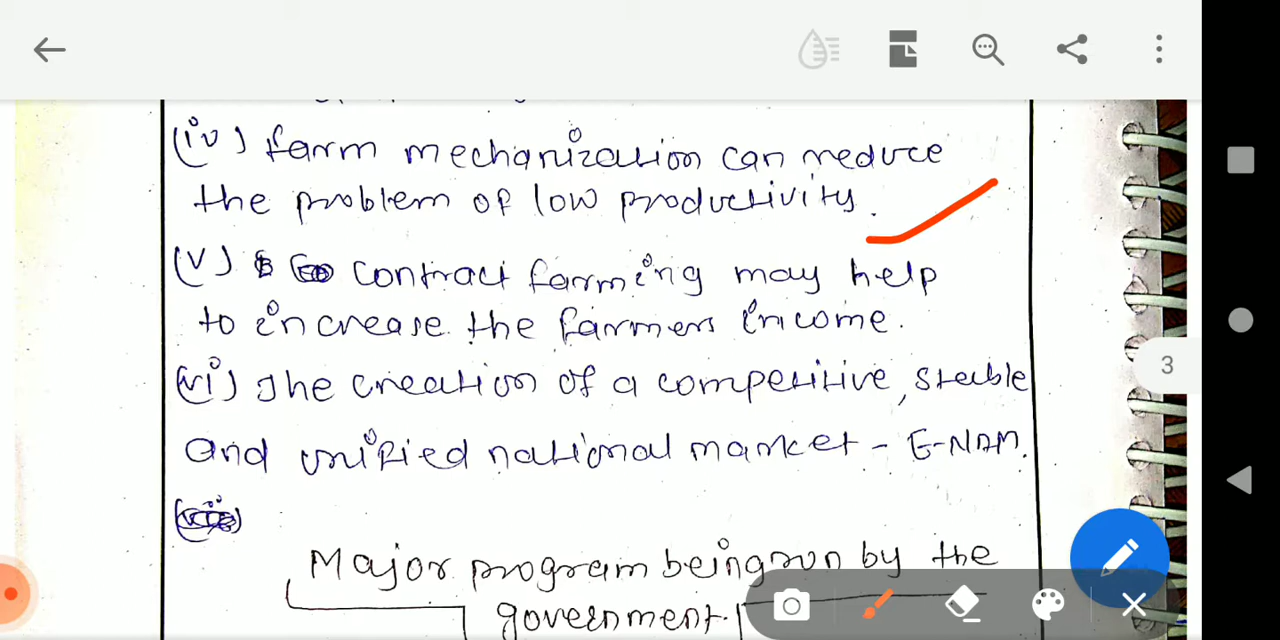 (iv) farm mechanization can reduce
the problem of low productivity.
(v) contract farming may help
to increase the farmers income.
(vi) The creation of a competitive, stable
and unified national market - E-NAM.
3
Major program being run by the
government.